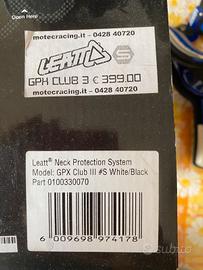 Open Here
motecracing.it - 0428 40720
LEATT
S
GPX CLUB 3 € 399.00
motecracing.it - 0428 40720
Leatt® Neck Protection System
Model: GPX Club III #S White/Black
Part 0100330070
6 009698 974178
subito